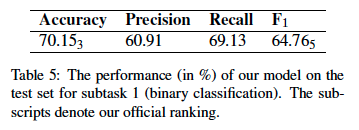 Accuracy Precision Recall F₁
70.15₃ 60.91 69.13 64.76₅
Table 5: The performance (in %) of our model on the
test set for subtask 1 (binary classification). The sub-
scripts denote our official ranking.